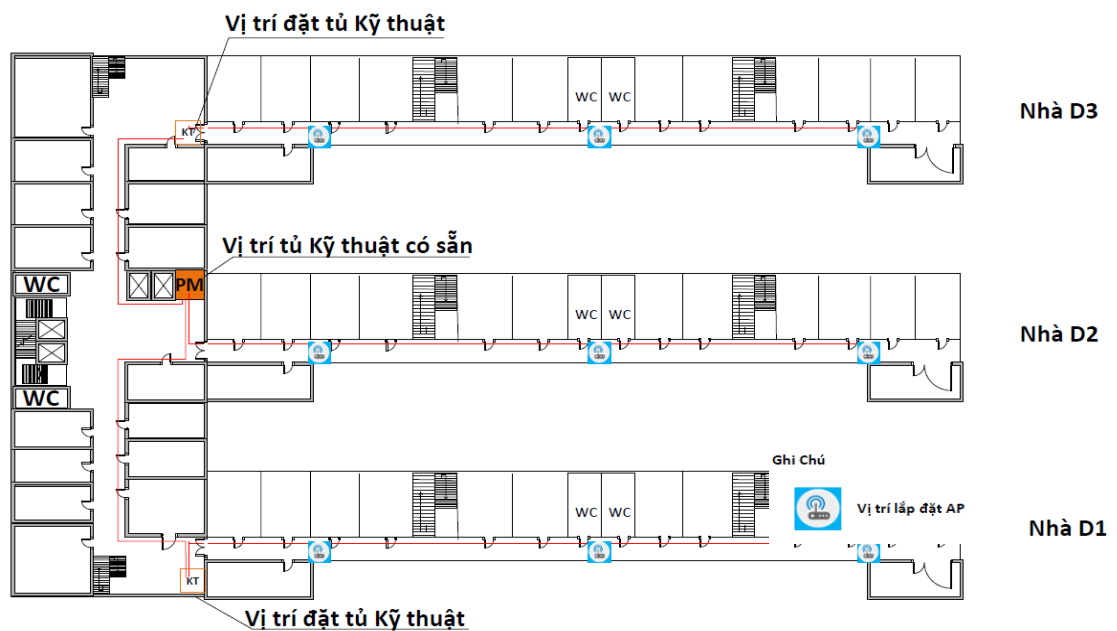 Vị trí đặt tủ Kỹ thuật
WC WC
Nhà D3
KT
Vị trí tủ Kỹ thuật có sẵn
WC
PM
WC WC
Nhà D2
WC
Ghi Chú
WC WC
Vị trí lắp đặt AP
Nhà D1
KT
Vị trí đặt tủ Kỹ thuật